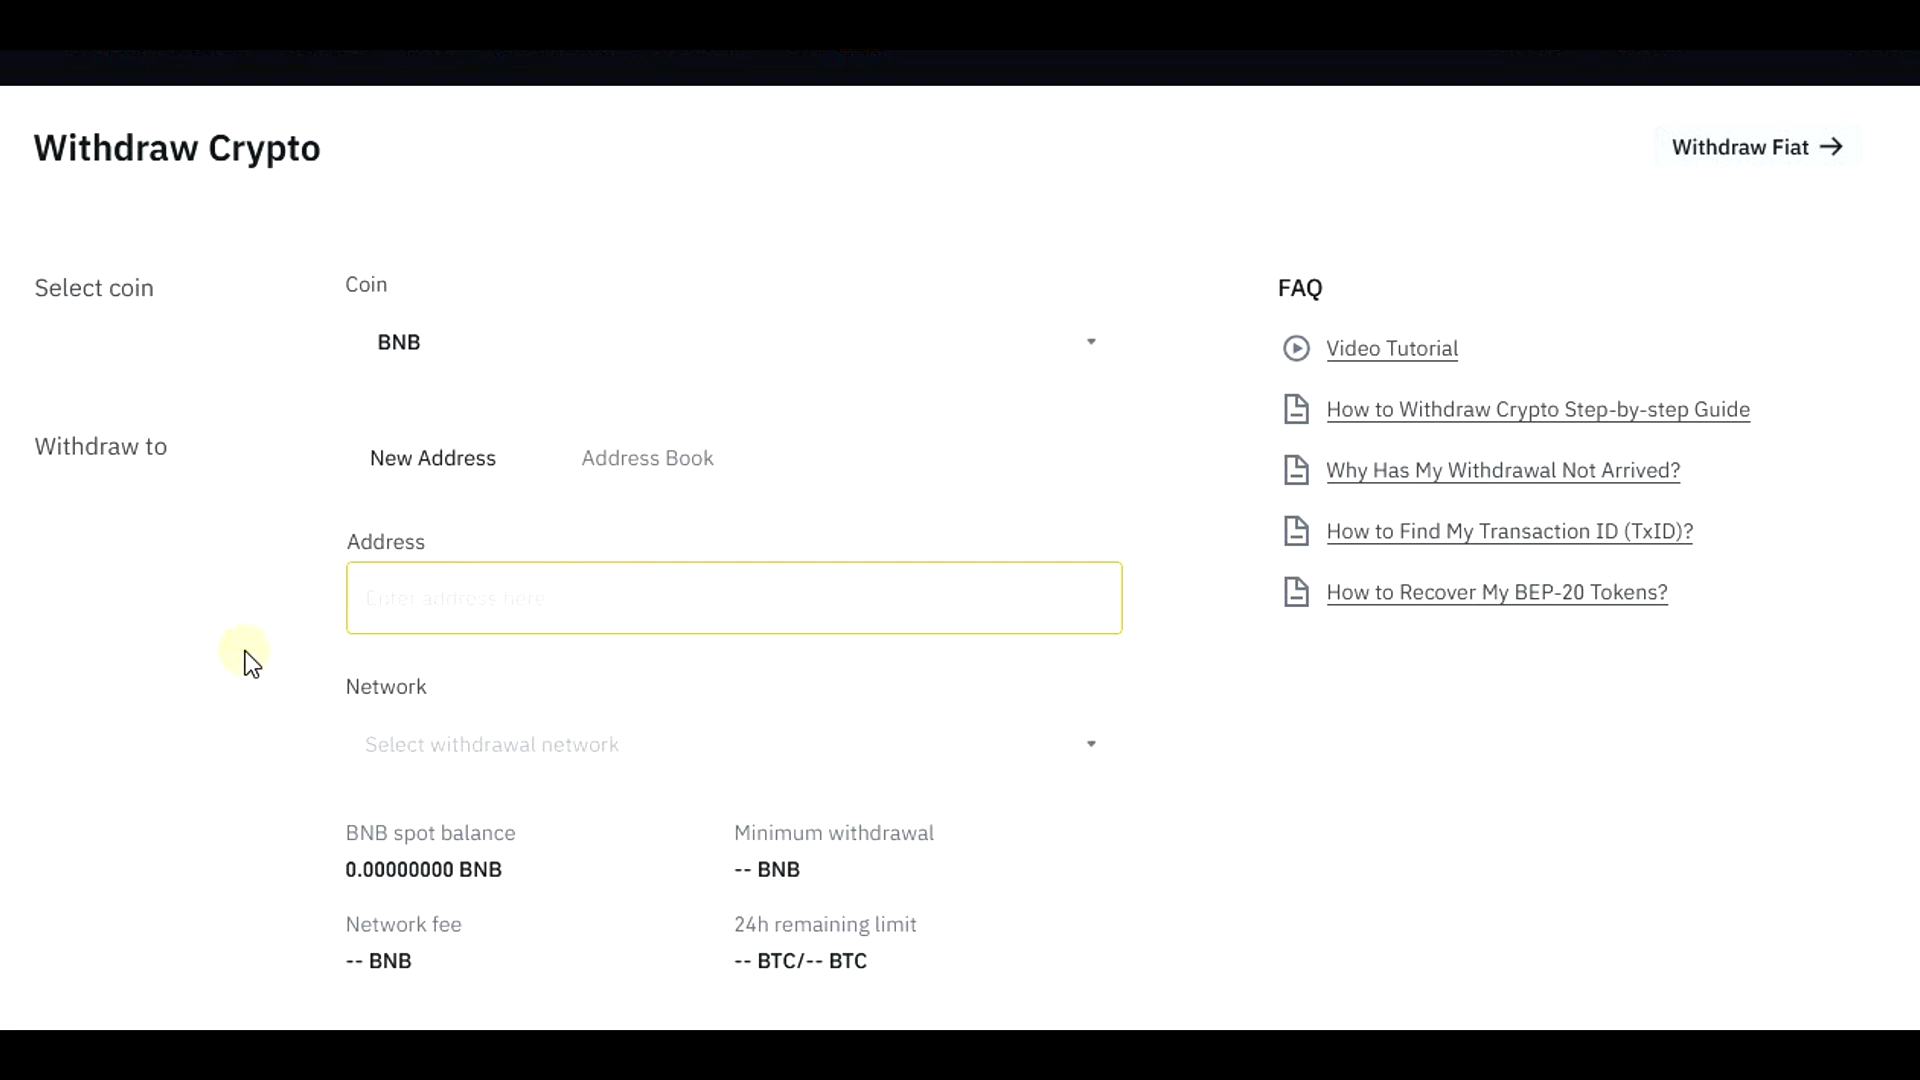 Withdraw Crypto
Withdraw Fiat →
Select coin
Coin
BNB
Withdraw to
New Address
Address Book
Address
Enter address here
Network
Select withdrawal network
BNB spot balance
0.00000000 BNB
Minimum withdrawal
-- BNB
Network fee
-- BNB
24h remaining limit
-- BTC/-- BTC
FAQ
Video Tutorial
How to Withdraw Crypto Step-by-step Guide
Why Has My Withdrawal Not Arrived?
How to Find My Transaction ID (TxID)?
How to Recover My BEP-20 Tokens?